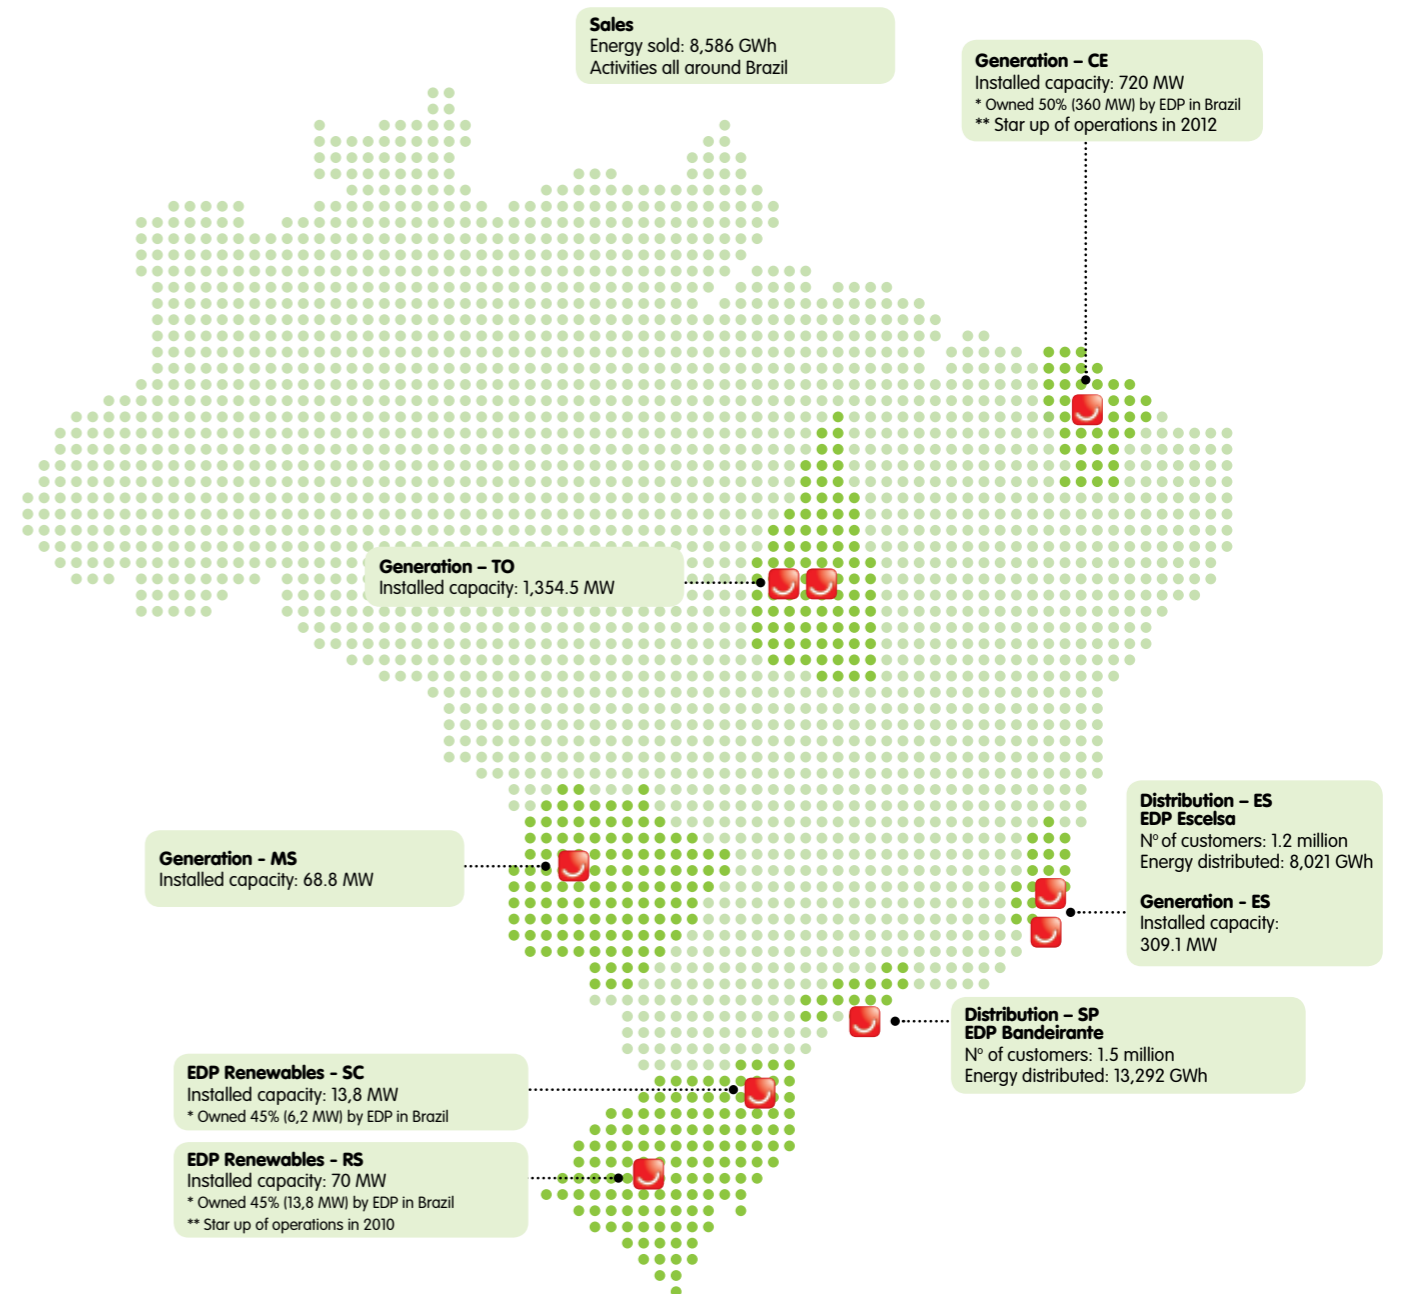 Sales
Energy sold: 8,586 GWh
Activities all around Brazil
Generation – CE
Installed capacity: 720 MW
* Owned 50% (360 MW) by EDP in Brazil
** Star up of operations in 2012
Generation – TO
Installed capacity: 1,354.5 MW
Generation - MS
Installed capacity: 68.8 MW
Distribution – ES
EDP Escelsa
Nº of customers: 1.2 million
Energy distributed: 8,021 GWh
Generation - ES
Installed capacity:
309.1 MW
Distribution – SP
EDP Bandeirante
Nº of customers: 1.5 million
Energy distributed: 13,292 GWh
EDP Renewables - SC
Installed capacity: 13,8 MW
* Owned 45% (6,2 MW) by EDP in Brazil
EDP Renewables - RS
Installed capacity: 70 MW
* Owned 45% (13,8 MW) by EDP in Brazil
** Star up of operations in 2010